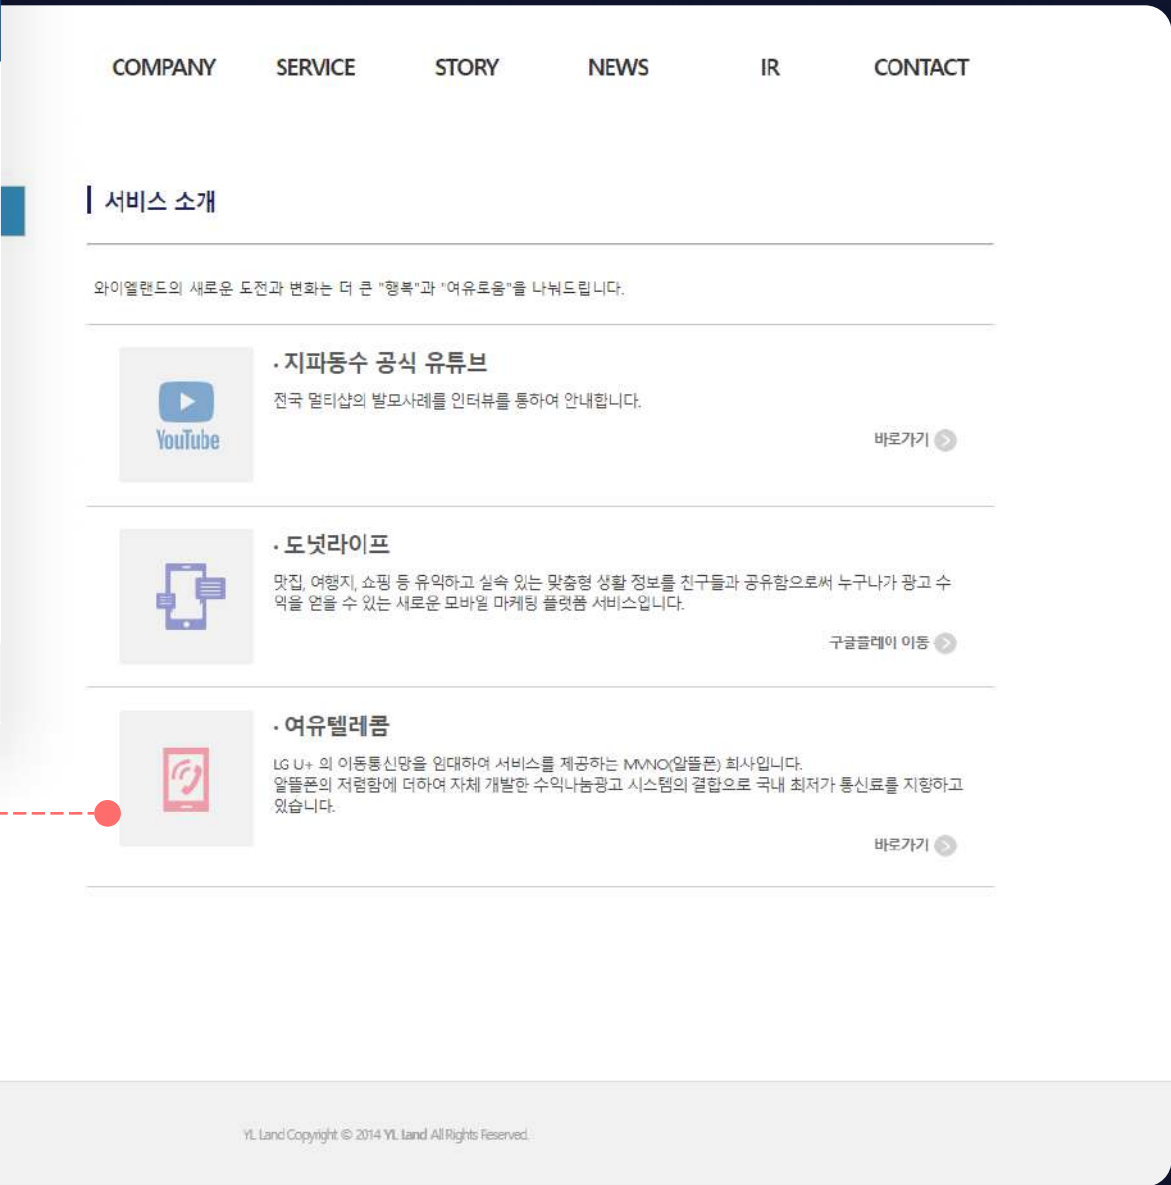 COMPANY SERVICE STORY NEWS IR CONTACT
서비스 소개
와이엘랜드의 새로운 도전과 변화는 더 큰 "행복"과 "여유로움"을 나눠드립니다.
· 지파동수 공식 유튜브
전국 멀티샵의 발모사례를 인터뷰를 통하여 안내합니다.
YouTube
바로가기
· 도넛라이프
맛집, 여행지, 쇼핑 등 유익하고 실속 있는 맞춤형 생활 정보를 친구들과 공유함으로써 누구나가 광고 수
익을 얻을 수 있는 새로운 모바일 마케팅 플랫폼 서비스입니다.
구글플레이 이동
· 여유텔레콤
LG U+ 의 이동통신망을 임대하여 서비스를 제공하는 MVNO(알뜰폰) 회사입니다.
알뜰폰의 저렴함에 더하여 자체 개발한 수익나눔광고 시스템의 결합으로 국내 최저가 통신료를 지향하고
있습니다.
바로가기
YL Land Copyright © 2014 YL Land All Rights Reserved.